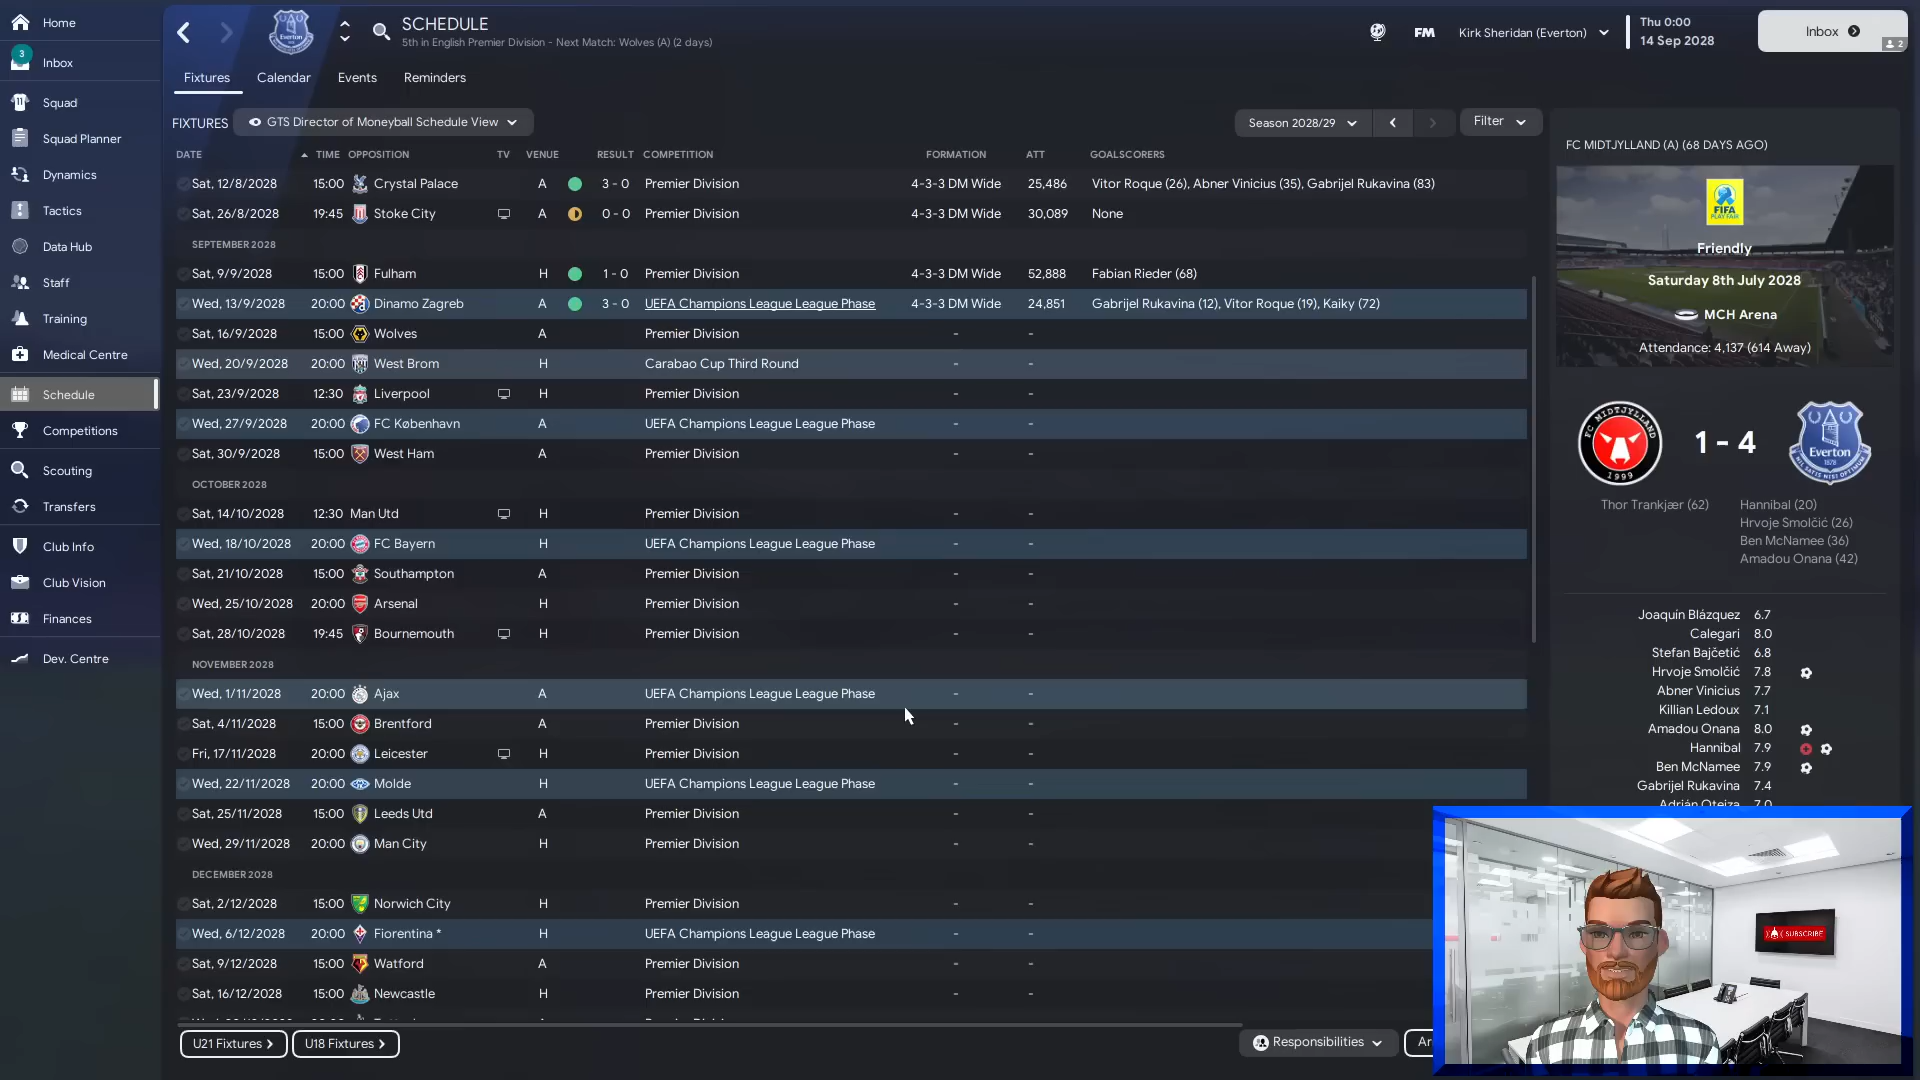 Home
3
Inbox
Squad
Squad Planner
Dynamics
Tactics
Data Hub
Staff
Training
Medical Centre
Schedule
Competitions
Scouting
Transfers
Club Info
Club Vision
Finances
Dev. Centre
SCHEDULE
5th in English Premier Division - Next Match: Wolves (A) (2 days)
FM
Kirk Sheridan (Everton)
Thu 0:00
14 Sep 2028
Inbox
2
Fixtures Calendar Events Reminders
FIXTURES GTS Director of Moneyball Schedule View Season 2028/29 Filter
DATE TIME OPPOSITION TV VENUE RESULT COMPETITION FORMATION ATT GOALSCORERS
Sat, 12/8/2028 15:00 Crystal Palace A 3 - 0 Premier Division 4-3-3 DM Wide 25,486 Vitor Roque (26), Abner Vinicius (35), Gabrijel Rukavina (83)
Sat, 26/8/2028 19:45 Stoke City A 0 - 0 Premier Division 4-3-3 DM Wide 30,089 None
SEPTEMBER 2028
Sat, 9/9/2028 15:00 Fulham H 1 - 0 Premier Division 4-3-3 DM Wide 52,888 Fabian Rieder (68)
Wed, 13/9/2028 20:00 Dinamo Zagreb A 3 - 0 UEFA Champions League League Phase 4-3-3 DM Wide 24,851 Gabrijel Rukavina (12), Vitor Roque (19), Kaiky (72)
Sat, 16/9/2028 15:00 Wolves A Premier Division - -
Wed, 20/9/2028 20:00 West Brom H Carabao Cup Third Round - -
Sat, 23/9/2028 12:30 Liverpool H Premier Division - -
Wed, 27/9/2028 20:00 FC København A UEFA Champions League League Phase - -
Sat, 30/9/2028 15:00 West Ham A Premier Division - -
OCTOBER 2028
Sat, 14/10/2028 12:30 Man Utd H Premier Division - -
Wed, 18/10/2028 20:00 FC Bayern H UEFA Champions League League Phase - -
Sat, 21/10/2028 15:00 Southampton A Premier Division - -
Wed, 25/10/2028 20:00 Arsenal H Premier Division - -
Sat, 28/10/2028 19:45 Bournemouth H Premier Division - -
NOVEMBER 2028
Wed, 1/11/2028 20:00 Ajax A UEFA Champions League League Phase - -
Sat, 4/11/2028 15:00 Brentford A Premier Division - -
Fri, 17/11/2028 20:00 Leicester H Premier Division - -
Wed, 22/11/2028 20:00 Molde H UEFA Champions League League Phase - -
Sat, 25/11/2028 15:00 Leeds Utd A Premier Division - -
Wed, 29/11/2028 20:00 Man City H Premier Division - -
DECEMBER 2028
Sat, 2/12/2028 15:00 Norwich City H Premier Division - -
Wed, 6/12/2028 20:00 Fiorentina * H UEFA Champions League League Phase - -
Sat, 9/12/2028 15:00 Watford A Premier Division - -
Sat, 16/12/2028 15:00 Newcastle H Premier Division - -
U21 Fixtures U18 Fixtures Responsibilities
FC MIDTJYLLAND (A) (68 DAYS AGO)
FIFA
Friendly
Saturday 8th July 2028
MCH Arena
Attendance: 4,137 (614 Away)
FC MIDTJYLLAND
1999
1 - 4
Everton
1878
Thor Trankjær (62)
Hannibal (20)
Hrvoje Smolčić (26)
Ben McNamee (36)
Amadou Onana (42)
Joaquín Blázquez 6.7
Calegari 8.0
Stefan Bajčetić 6.8
Hrvoje Smolčić 7.8
Abner Vinicius 7.7
Killian Ledoux 7.1
Amadou Onana 8.0
Hannibal 7.9
Ben McNamee 7.9
Gabrijel Rukavina 7.4
Adrián Oteiza 7.0
SUBSCRIBE